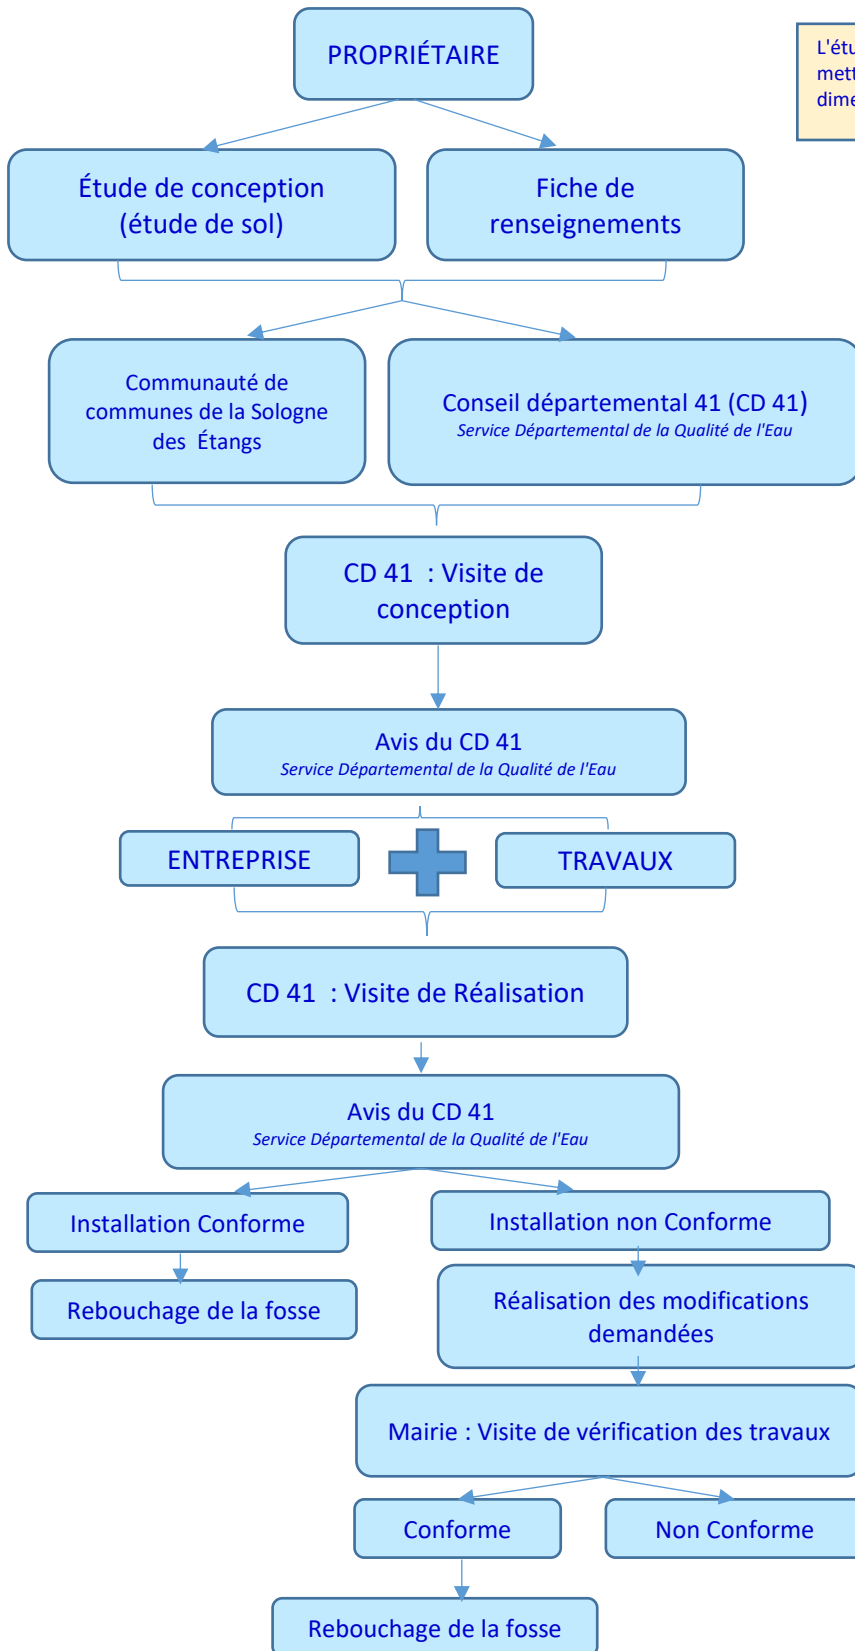 PROPRIÉTAIRE
L'étu
mett
dime
Étude de conception
(étude de sol)
Fiche de
renseignements
Communauté de
communes de la Sologne
des Étangs
Conseil départemental 41 (CD 41)
Service Départemental de la Qualité de l'Eau
CD 41 : Visite de
conception
Avis du CD 41
Service Départemental de la Qualité de l'Eau
ENTREPRISE
TRAVAUX
CD 41 : Visite de Réalisation
Avis du CD 41
Service Départemental de la Qualité de l'Eau
Installation Conforme
Installation non Conforme
Rebouchage de la fosse
Réalisation des modifications
demandées
Mairie : Visite de vérification des travaux
Conforme
Non Conforme
Rebouchage de la fosse